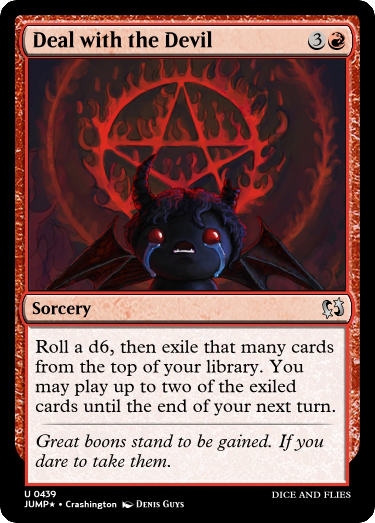 Deal with the Devil 3
Sorcery
Roll a d6, then exile that many cards
from the top of your library. You
may play up to two of the exiled
cards until the end of your next turn.
Great boons stand to be gained. If you
dare to take them.
U 0439
JUMP★ • Crashington Denis Guys
DICE AND FLIES